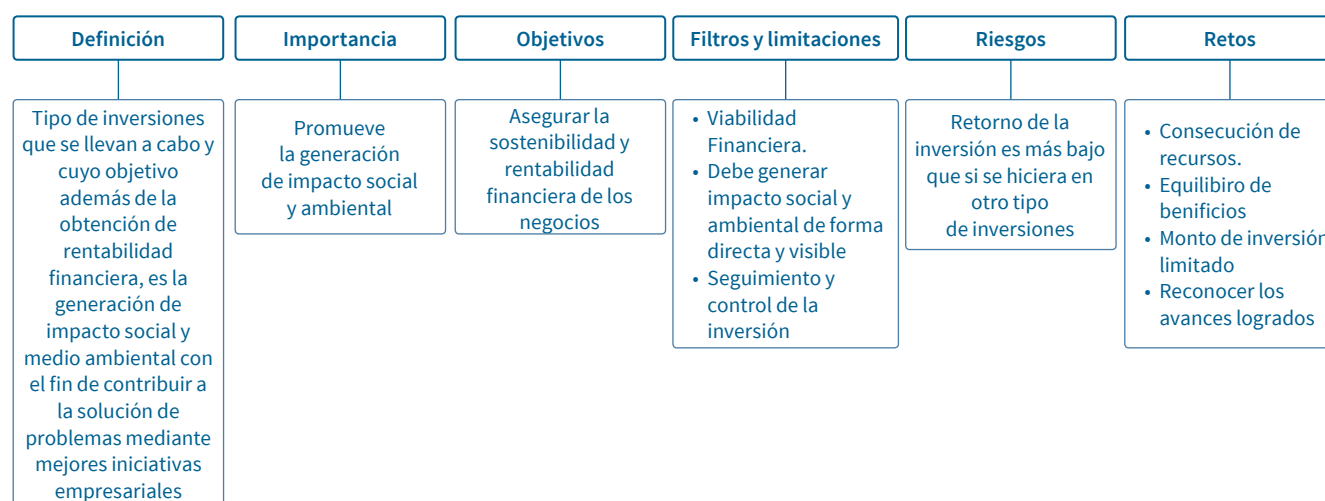 Definición
Importancia
Objetivos
Filtros y limitaciones
Riesgos
Retos
Tipo de inversiones
que se llevan a cabo y
cuyo objetivo
además de la
obtención de
rentabilidad
financiera, es la
generación de
impacto social y
medio ambiental con
el fin de contribuir a
la solución de
problemas mediante
mejores iniciativas
empresariales
Promueve
la generación
de impacto social
y ambiental
Asegurar la
sostenibilidad y
rentabilidad
financiera de los
negocios
• Viabilidad
Financiera.
• Debe generar
impacto social y
ambiental de forma
directa y visible
• Seguimiento y
control de la
inversión
Retorno de la
inversión es más bajo
que si se hiciera en
otro tipo
de inversiones
• Consecución de
recursos.
• Equilibiro de
benificios
• Monto de inversión
limitado
• Reconocer los
avances logrados